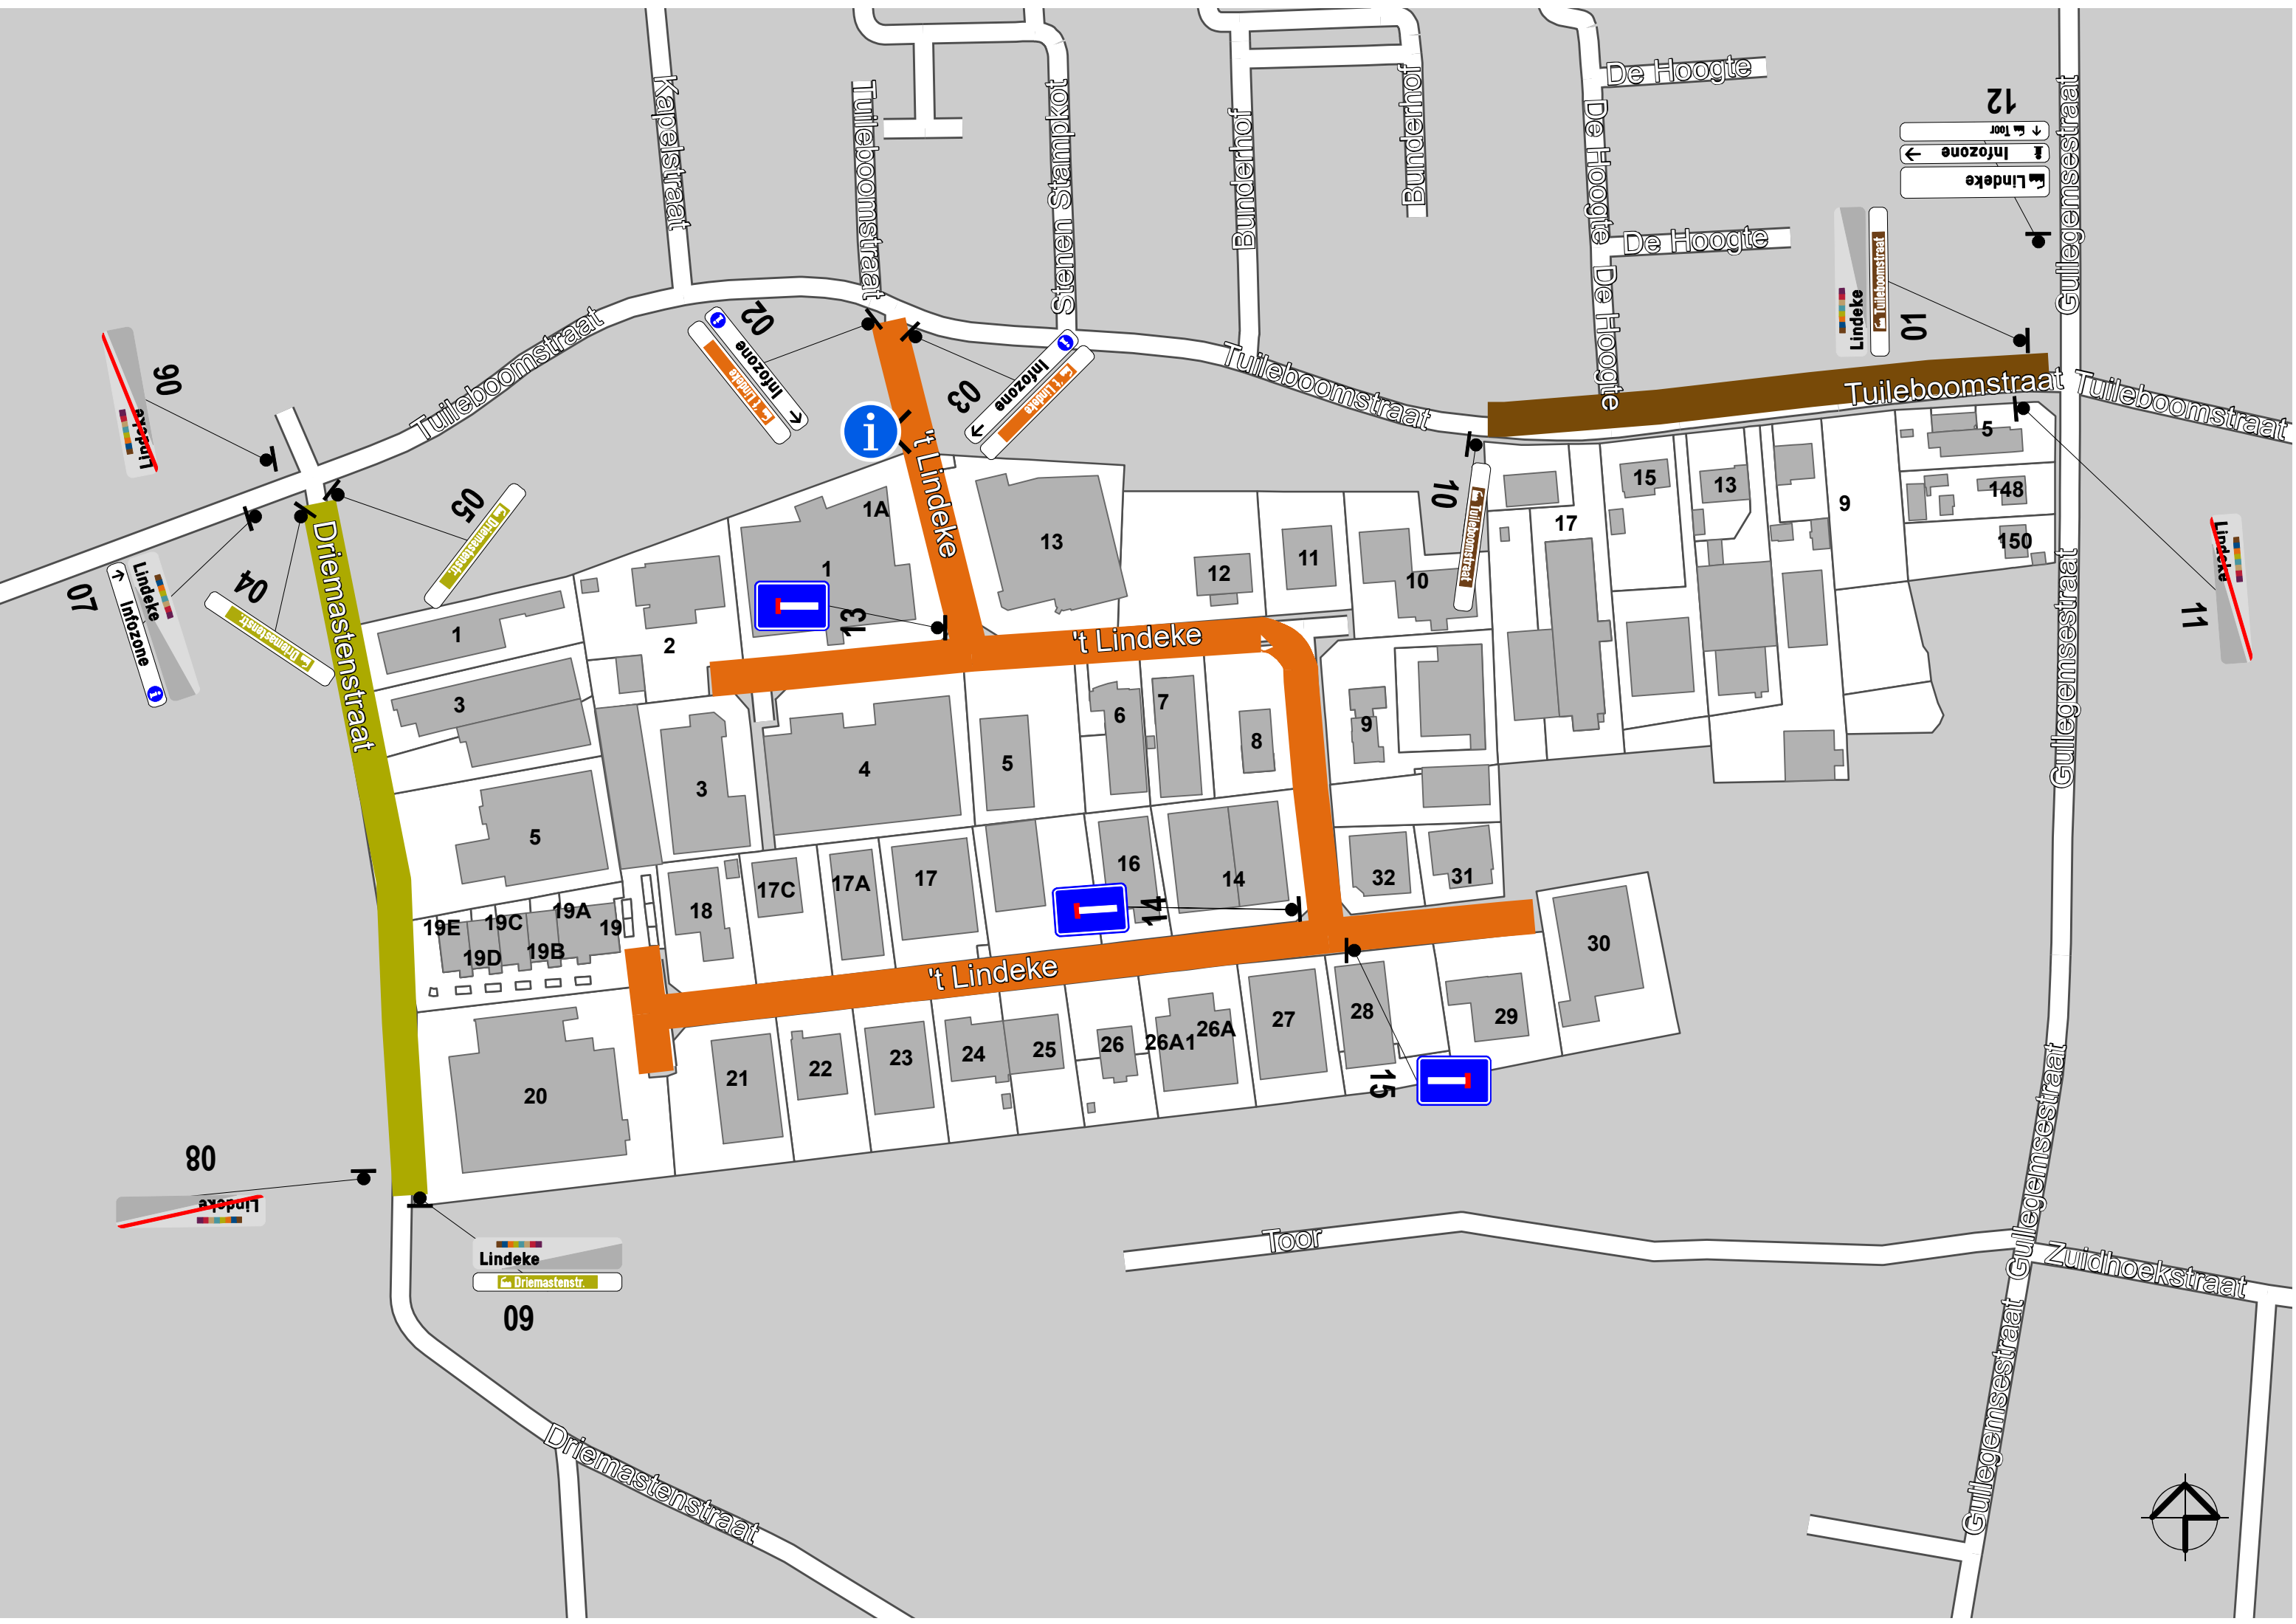 Kapelstraat
Tuileboomstraat
Stenen Stampkot
Bunderhof
Bunderhof
De Hoogte
De Hoogte
De Hoogte
De Hoogte
De Hoogte
Gullegemsestraat
12
Toor
Infozone
Lindeke
Lindeke
Tuileboomstraat
01
02
Infozone
't Lindeke
03
Infozone
't Lindeke
i
Tuileboomstraat
Tuileboomstraat
Tuileboomstraat
Tuileboomstraat
06
Lindeke
05
Driemastenstr.
04
Driemastenstr.
07
Lindeke
Infozone
Driemastenstraat
't Lindeke
10
Tuileboomstraat
11
Lindeke
1A
1
13
13
12
11
10
17
15
13
9
5
148
150
1
2
3
5
't Lindeke
3
4
5
6
7
8
9
Gullegemsestraat
17C
17A
17
18
16
14
14
32
31
19E
19D
19C
19B
19A
19
't Lindeke
30
20
21
22
23
24
25
26
26A1
26A
27
28
29
15
08
Lindeke
Lindeke
Driemastenstr.
09
Toor
Gullegemsestraat
Zuidhoekstraat
Gullegemsestraat
Driemastenstraat